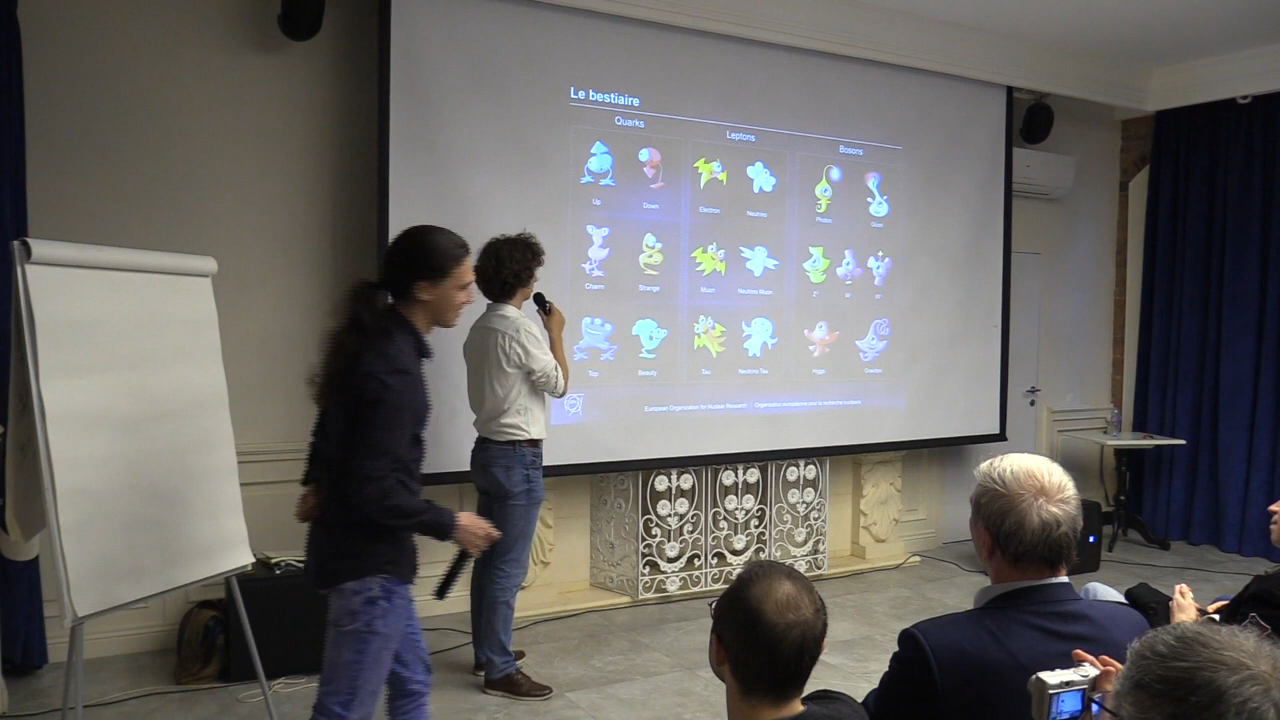 Le bestiaire
Quarks
Leptons
Bosons
Up
Down
Electron
Neutrino
Photon
Gluon
Charm
Strange
Muon
Neutrino Muon
Z°
W
W
Top
Beauty
Tau
Neutrino Tau
Higgs
Graviton
European Organization for Nuclear Research
Organisation européenne pour la recherche nucléaire